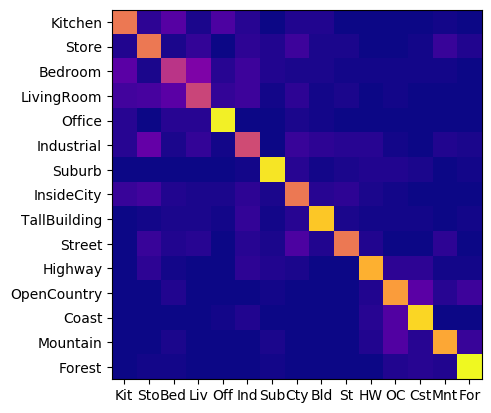 Kitchen
Store
Bedroom
LivingRoom
Office
Industrial
Suburb
InsideCity
TallBuilding
Street
Highway
OpenCountry
Coast
Mountain
Forest
Kit Sto Bed Liv Off Ind Sub Cty Bld St HW OC Cst Mnt For